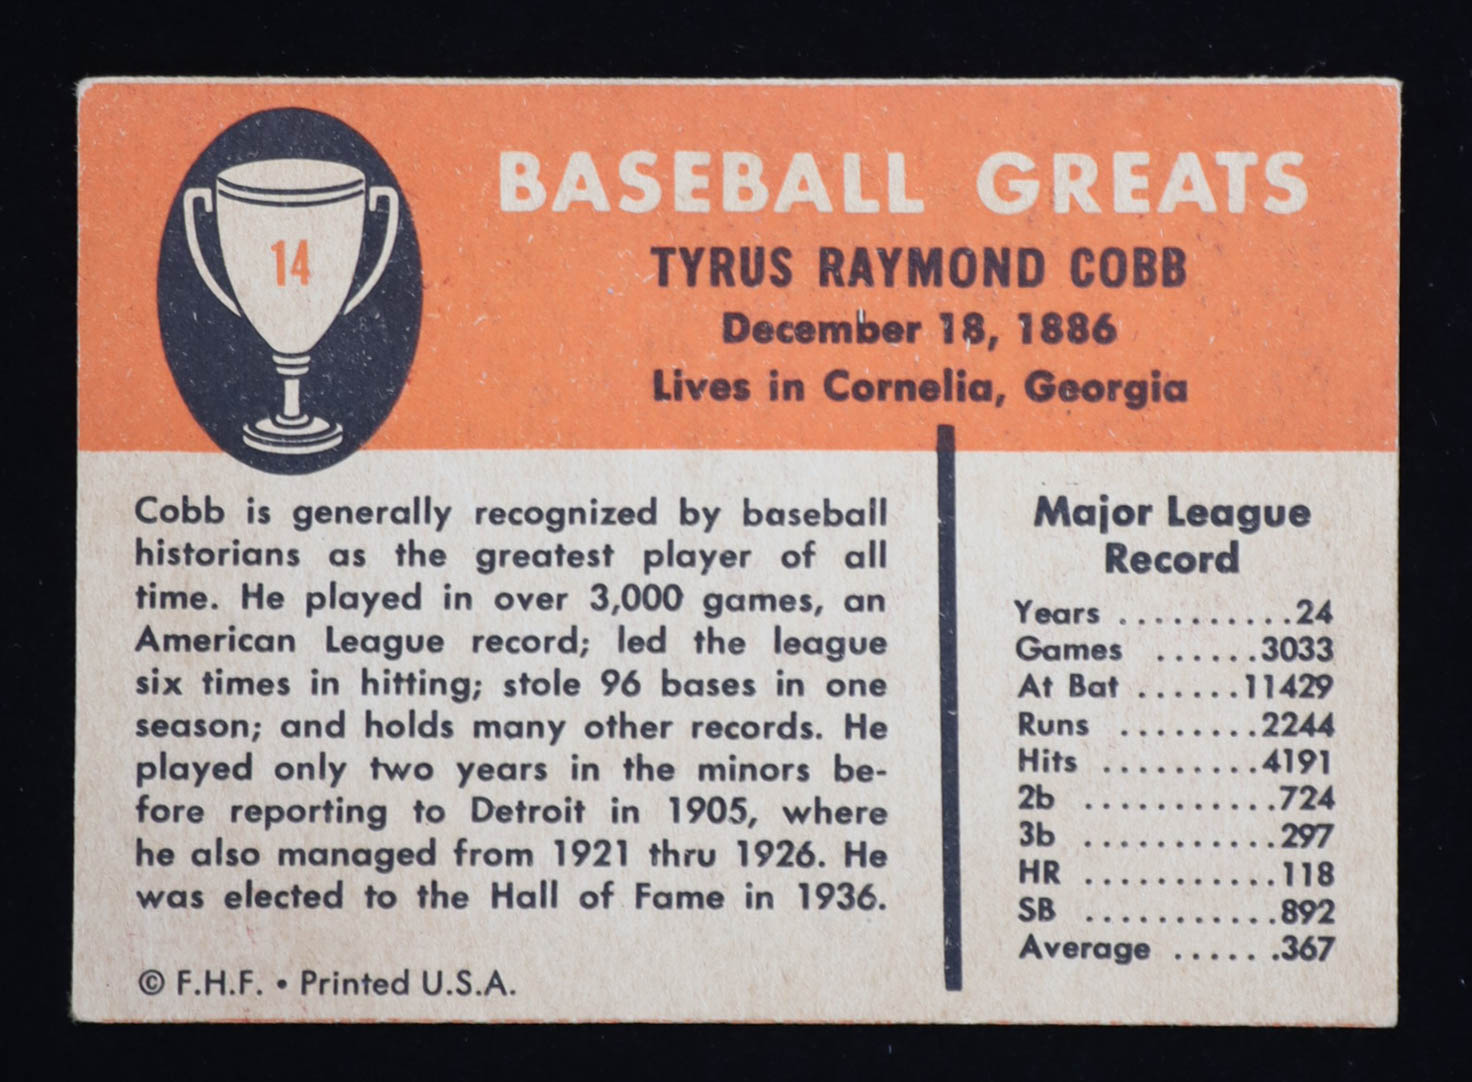 14
BASEBALL GREATS
TYRUS RAYMOND COBB
December 18, 1886
Lives in Cornelia, Georgia
Cobb is generally recognized by baseball
historians as the greatest player of all
time. He played in over 3,000 games, an
American League record; led the league
six times in hitting; stole 96 bases in one
season; and holds many other records. He
played only two years in the minors be-
fore reporting to Detroit in 1905, where
he also managed from 1921 thru 1926. He
was elected to the Hall of Fame in 1936.
© F.H.F. • Printed U.S.A.
Major League
Record
Years ..........24
Games ......3033
At Bat ......11429
Runs ........2244
Hits .........4191
2b ...........724
3b ...........297
HR ...........118
SB ...........892
Average ......367